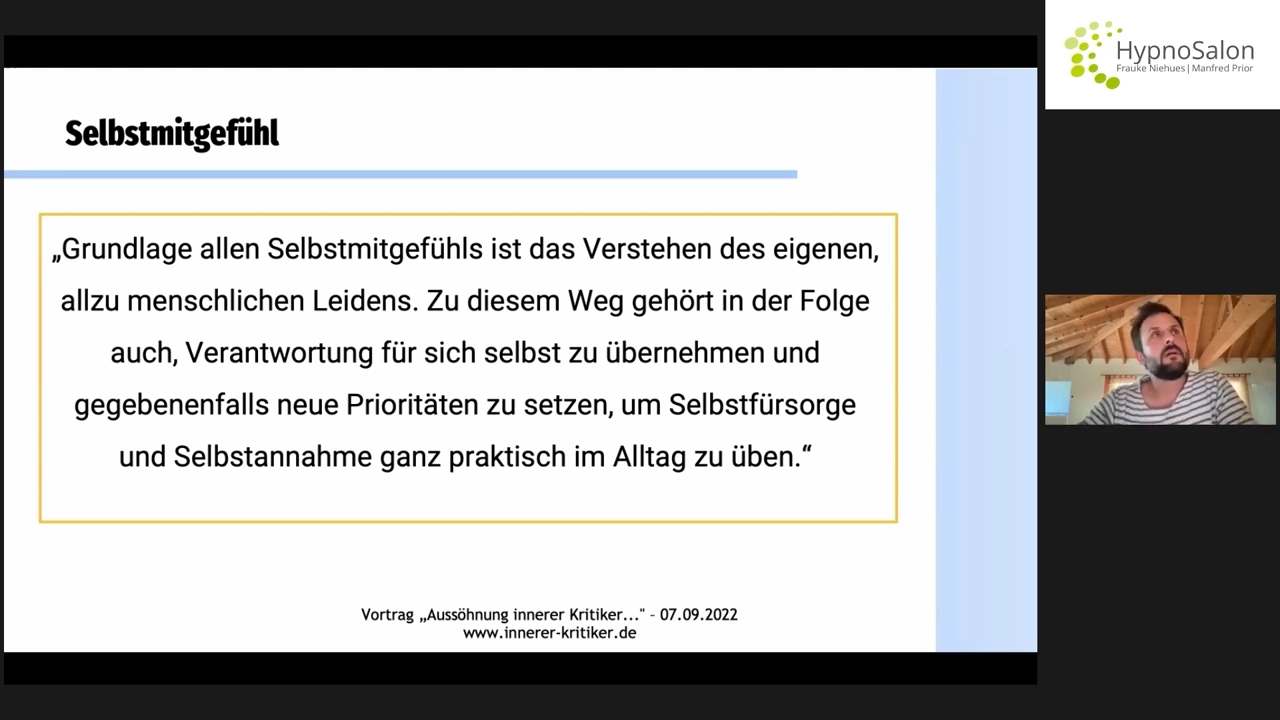 Selbstmitgefühl
„Grundlage allen Selbstmitgefühls ist das Verstehen des eigenen,
allzu menschlichen Leidens. Zu diesem Weg gehört in der Folge
auch, Verantwortung für sich selbst zu übernehmen und
gegebenenfalls neue Prioritäten zu setzen, um Selbstfürsorge
und Selbstannahme ganz praktisch im Alltag zu üben.“
Vortrag „Aussöhnung innerer Kritiker..." - 07.09.2022
www.innerer-kritiker.de
HypnoSalon
Frauke Niehues | Manfred Prior